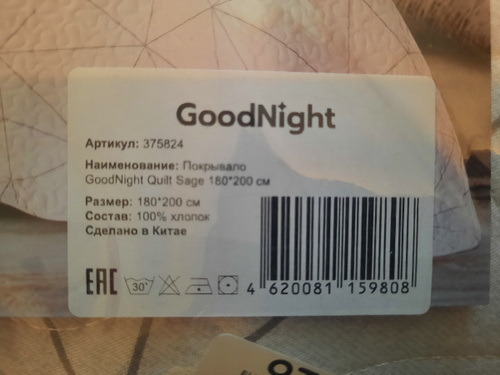 GoodNight
Артикул: 375824
Наименование: Покрывало
GoodNight Quilt Sage 180*200 см
Размер: 180*200 см
Состав: 100% хлопок
Сделано в Китае
EAC 30°
4 620081 159808